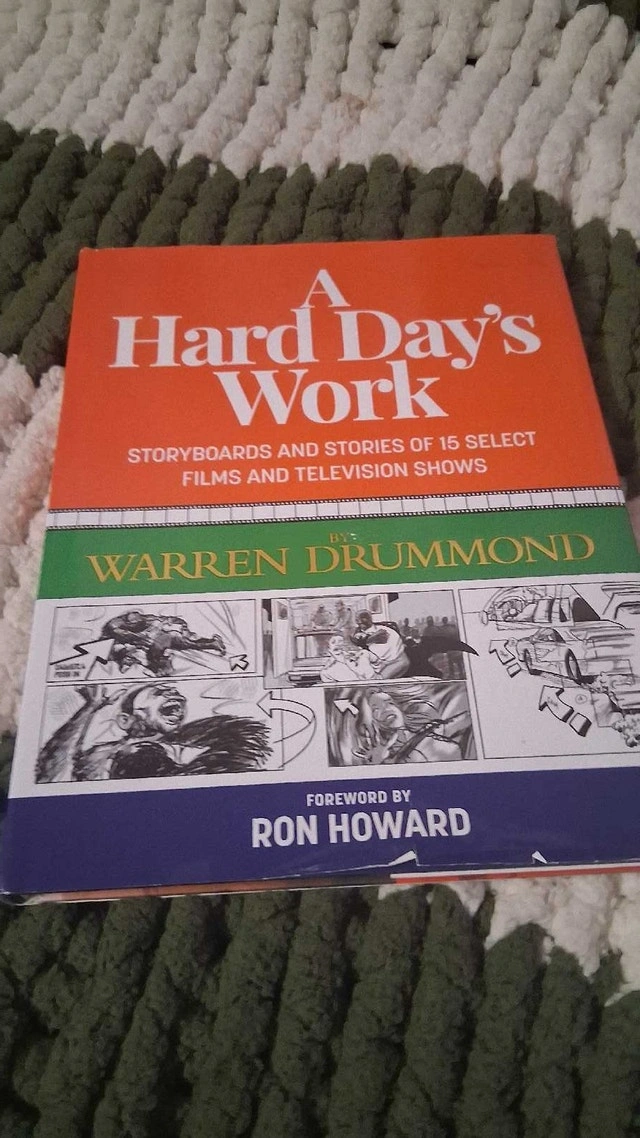 A
Hard Day's
Work
STORYBOARDS AND STORIES OF 15 SELECT
FILMS AND TELEVISION SHOWS
BY
WARREN DRUMMOND
FOREWORD BY
RON HOWARD